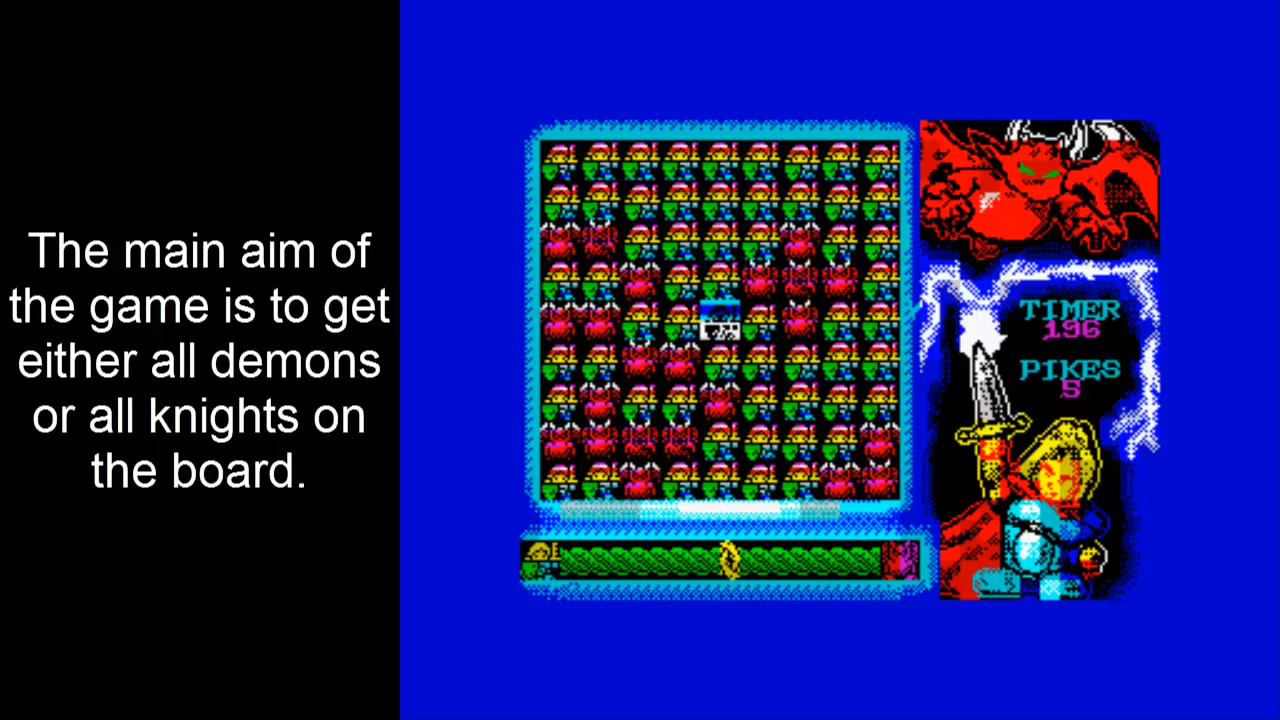 The main aim of
the game is to get
either all demons
or all knights on
the board.
TIMER
196
PIKES
5